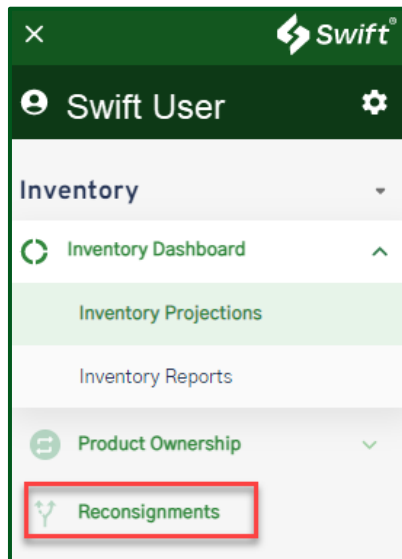 Swift®
Swift User
Inventory
Inventory Dashboard
Inventory Projections
Inventory Reports
Product Ownership
Reconsignments